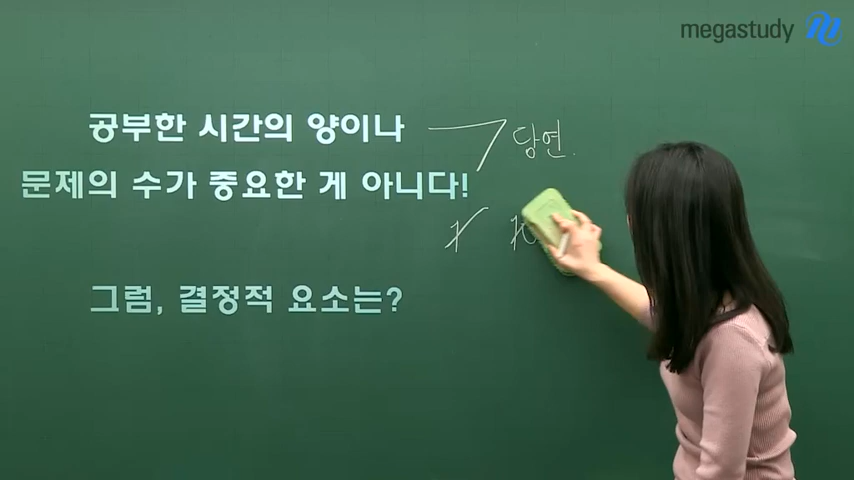 megastudy
공부한 시간의 양이나
문제의 수가 중요한 게 아니다!
당연.
그럼, 결정적 요소는?